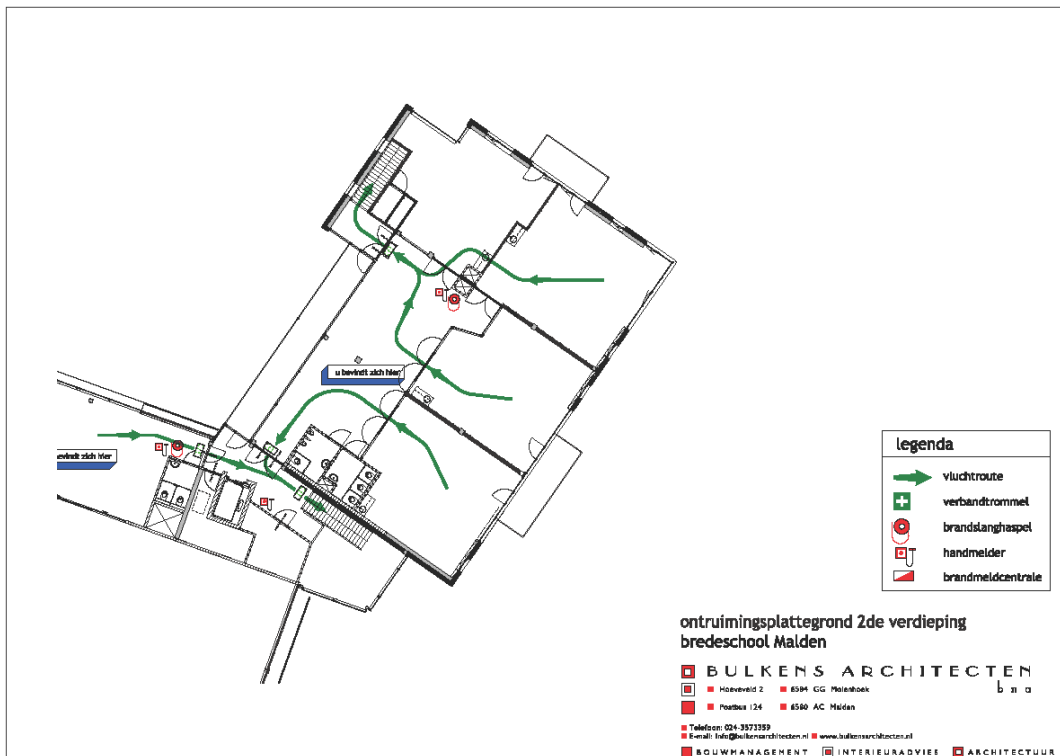 u bevindt zich hier
bevindt zich hier
legenda
vluchtroute
verbandtrommel
brandslanghaspel
handmelder
brandmeldcentrale
ontruimingsplattegrond 2de verdieping
bredeschool Malden
BULKENS ARCHITECTEN
bna
Hoeveveld 2 6584 GG Molenhoek
Postbus 124 6580 AC Malden
Telefoon: 024-3573359
E-mail: info@bulkensarchitecten.nl www.bulkensarchitecten.nl
BOUWMANAGEMENT INTERIEURADVIES ARCHITECTUUR